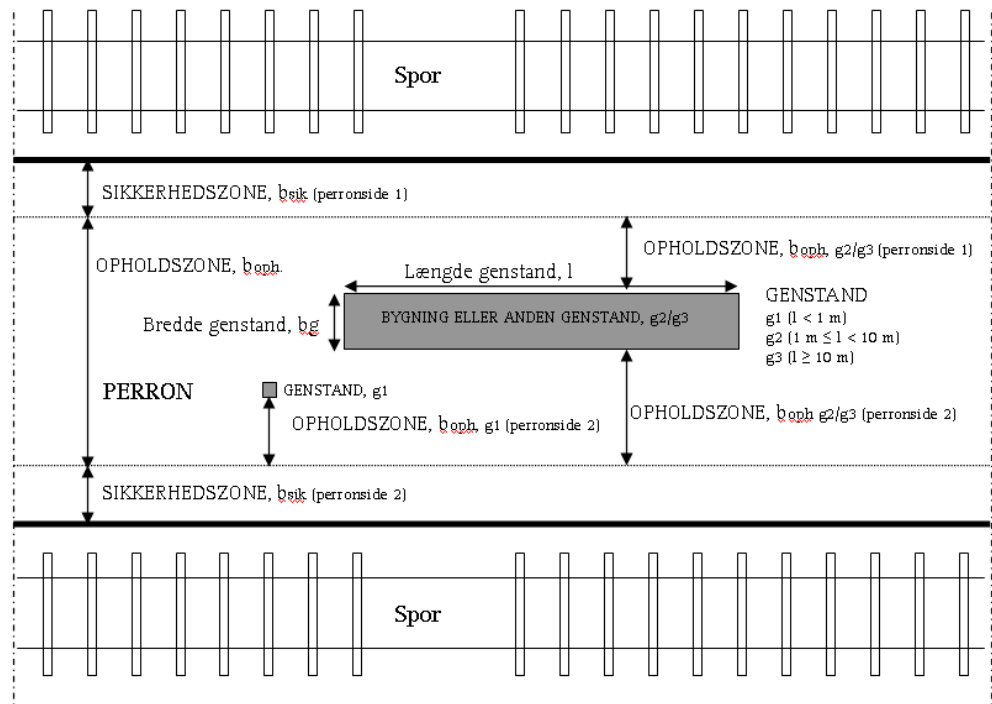 Spor
SIKKERHEDSZONE, bsik (perronside 1)
OPHOLDSZONE, boph.
OPHOLDSZONE, boph, g2/g3 (perronside 1)
Længde genstand, l
Bredde genstand, bg
BYGNING ELLER ANDEN GENSTAND, g2/g3
GENSTAND
g1 (l < 1 m)
g2 (1 m ≤ l < 10 m)
g3 (l ≥ 10 m)
PERRON
GENSTAND, g1
OPHOLDSZONE, boph, g1 (perronside 2)
OPHOLDSZONE, boph g2/g3 (perronside 2)
SIKKERHEDSZONE, bsik (perronside 2)
Spor